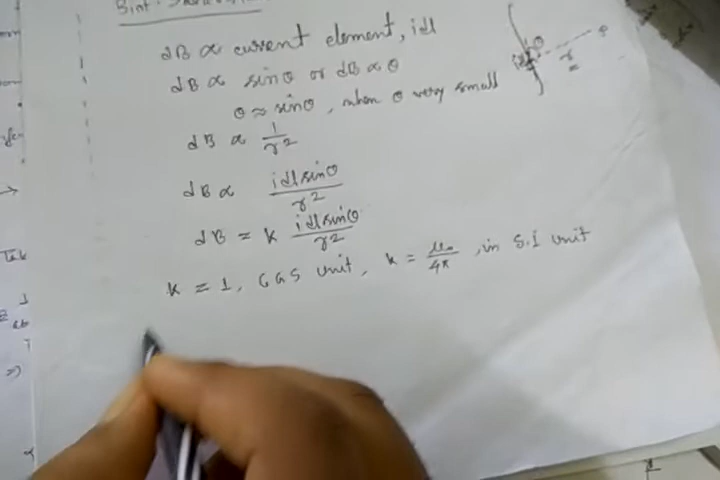 dB ∝ current element, idl
dB ∝ sinθ or dB ∝ θ
θ ≈ sinθ, when θ very small
dB ∝ 1/r²
dB ∝ idl sinθ/r²
dB = k idl sinθ/r²
k = 1, CGS unit, k = μ₀/4π, in S.I unit